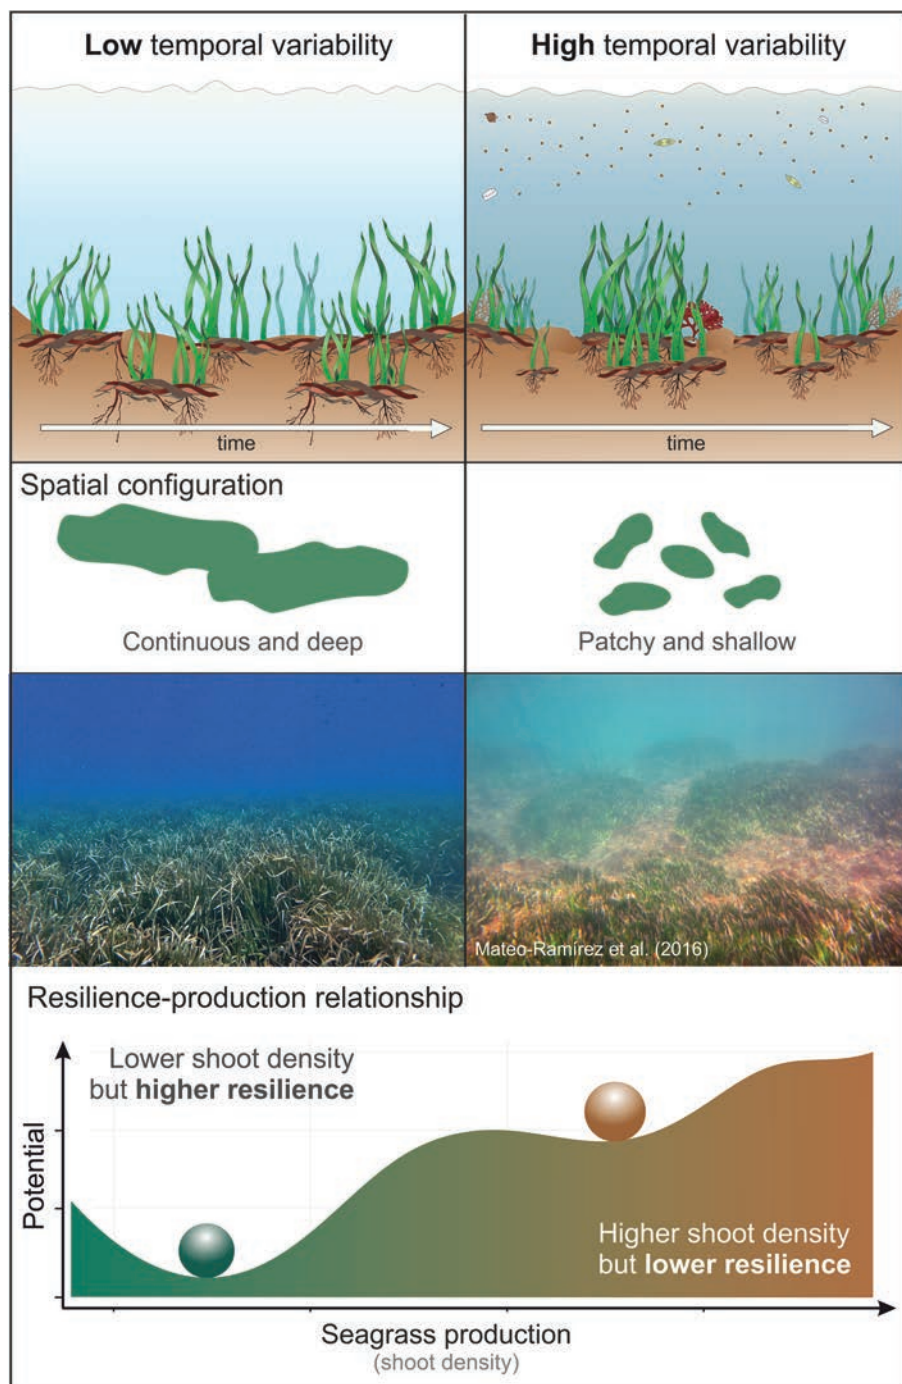 Low temporal variability
High temporal variability
time
time
Spatial configuration
Continuous and deep
Patchy and shallow
Mateo-Ramírez et al. (2016)
Resilience-production relationship
Lower shoot density
but higher resilience
Higher shoot density
but lower resilience
Potential
Seagrass production
(shoot density)